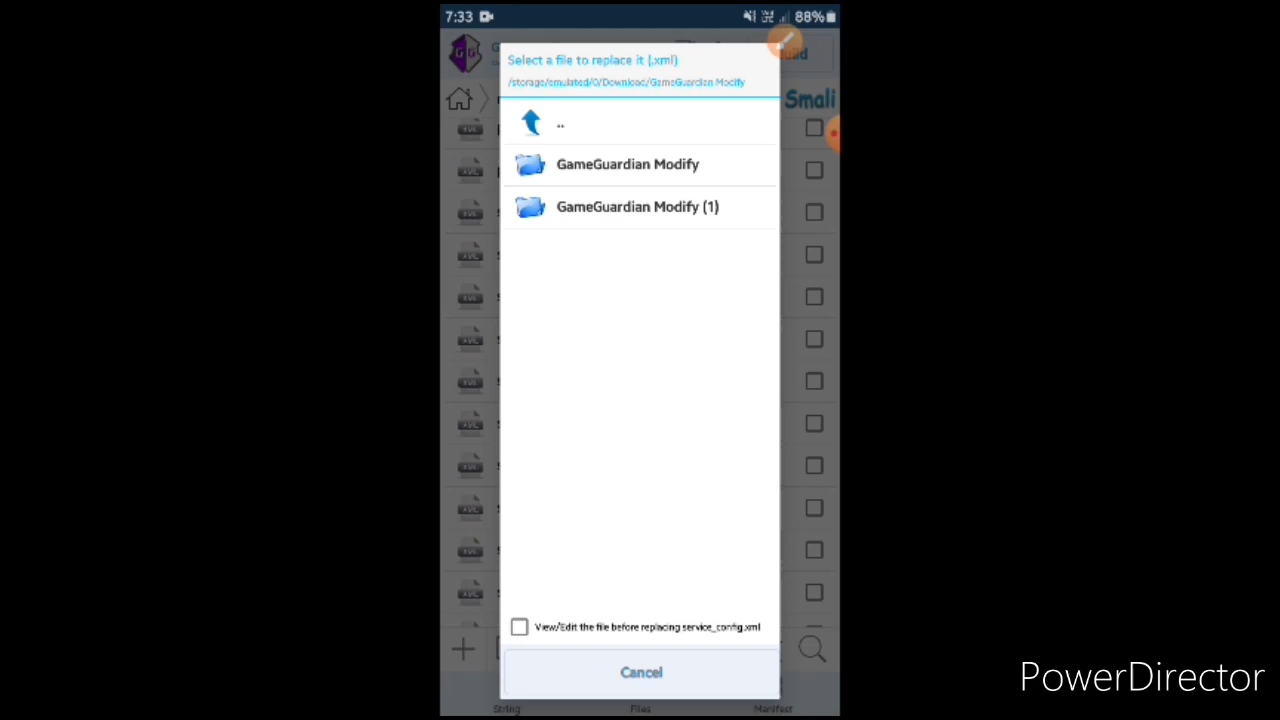 7:33
88%
Select a file to replace it (.xml)
/storage/emulated/0/Download/GameGuardian Modify
Smali
..
GameGuardian Modify
GameGuardian Modify (1)
View/Edit the file before replacing service_config.xml
Cancel
String
Files
Manifest
PowerDirector